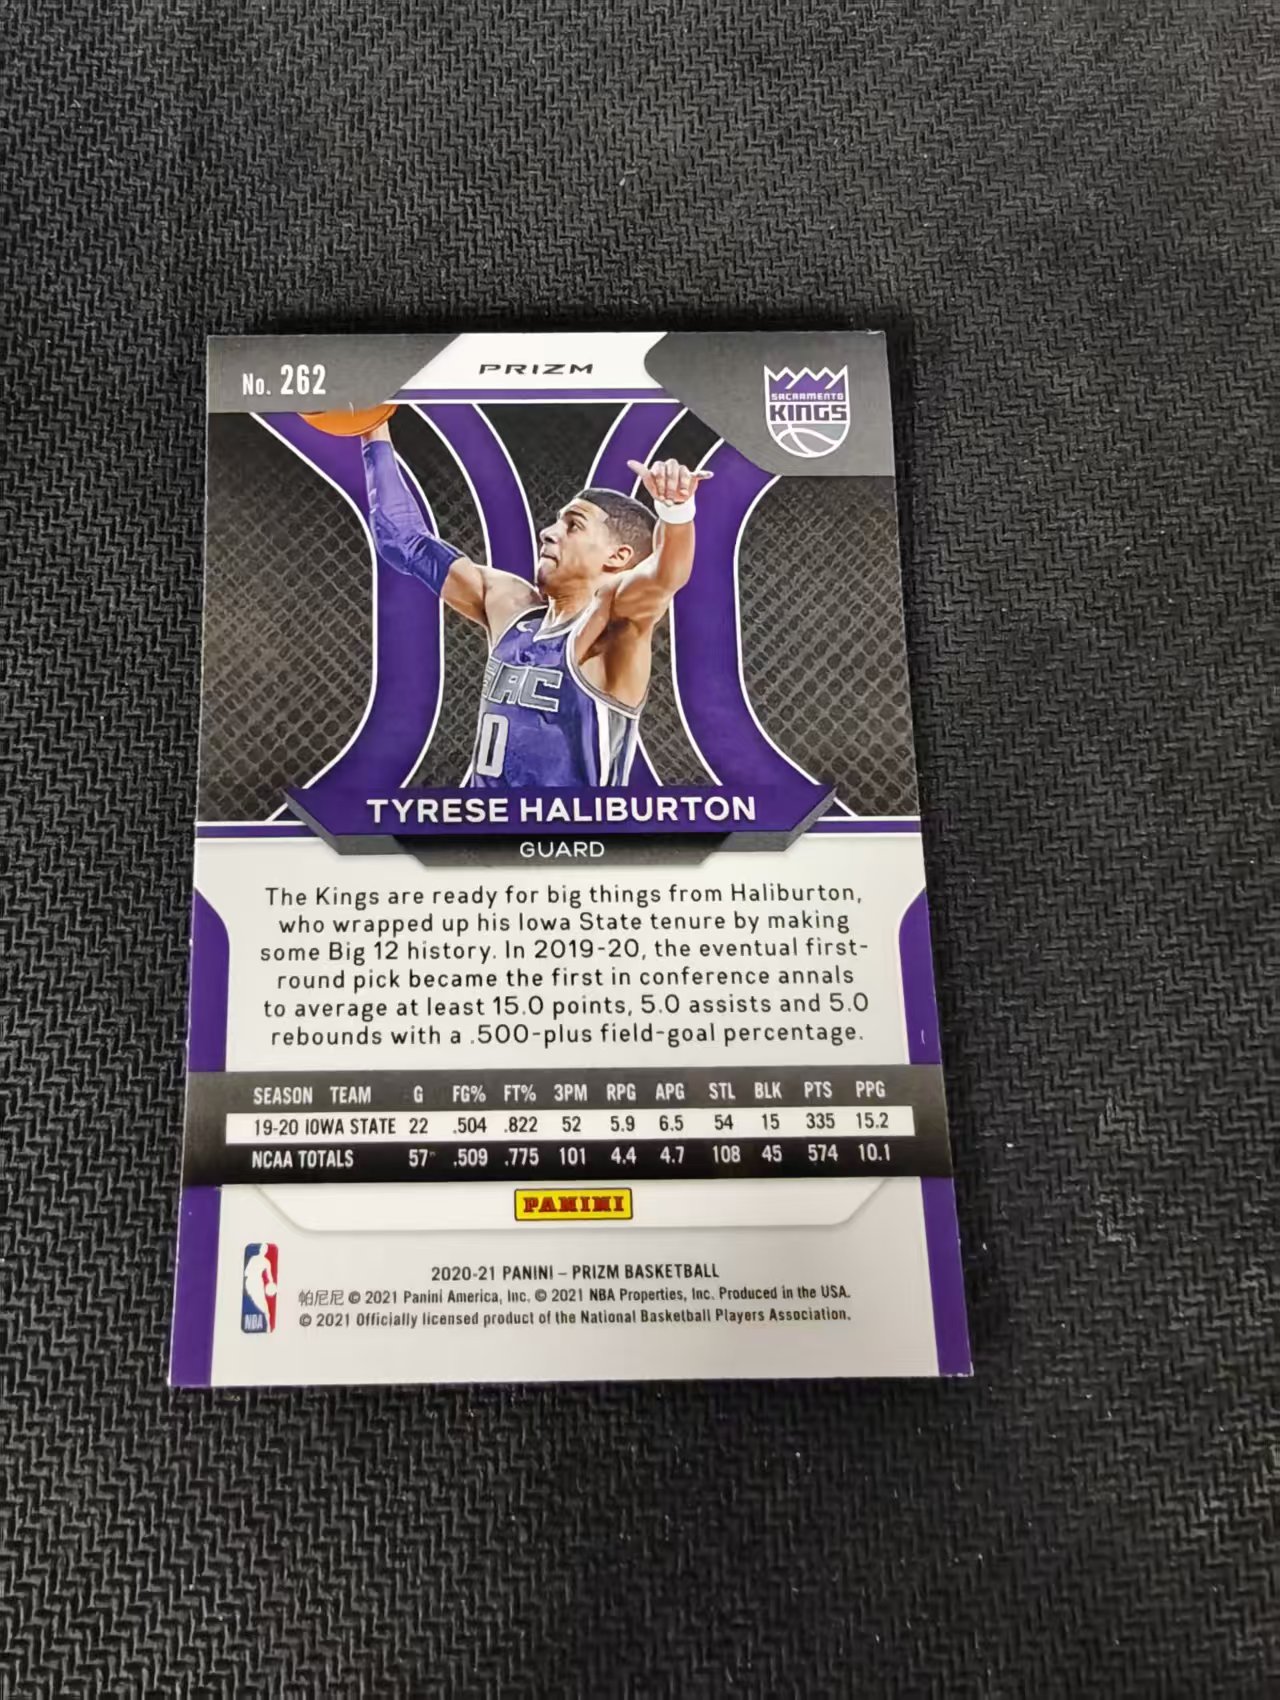 No. 262
PRIZM
SACRAMENTO
KINGS
SAC
0
TYRESE HALIBURTON
GUARD
The Kings are ready for big things from Haliburton,
who wrapped up his Iowa State tenure by making
some Big 12 history. In 2019-20, the eventual first-
round pick became the first in conference annals
to average at least 15.0 points, 5.0 assists and 5.0
rebounds with a .500-plus field-goal percentage.
SEASON TEAM G FG% FT% 3PM RPG APG STL BLK PTS PPG
19-20 IOWA STATE 22 .504 .822 52 5.9 6.5 54 15 335 15.2
NCAA TOTALS 57 .509 .775 101 4.4 4.7 108 45 574 10.1
PANINI
NBA
2020-21 PANINI – PRIZM BASKETBALL
帕尼尼 © 2021 Panini America, Inc. © 2021 NBA Properties, Inc. Produced in the USA.
© 2021 Officially licensed product of the National Basketball Players Association.